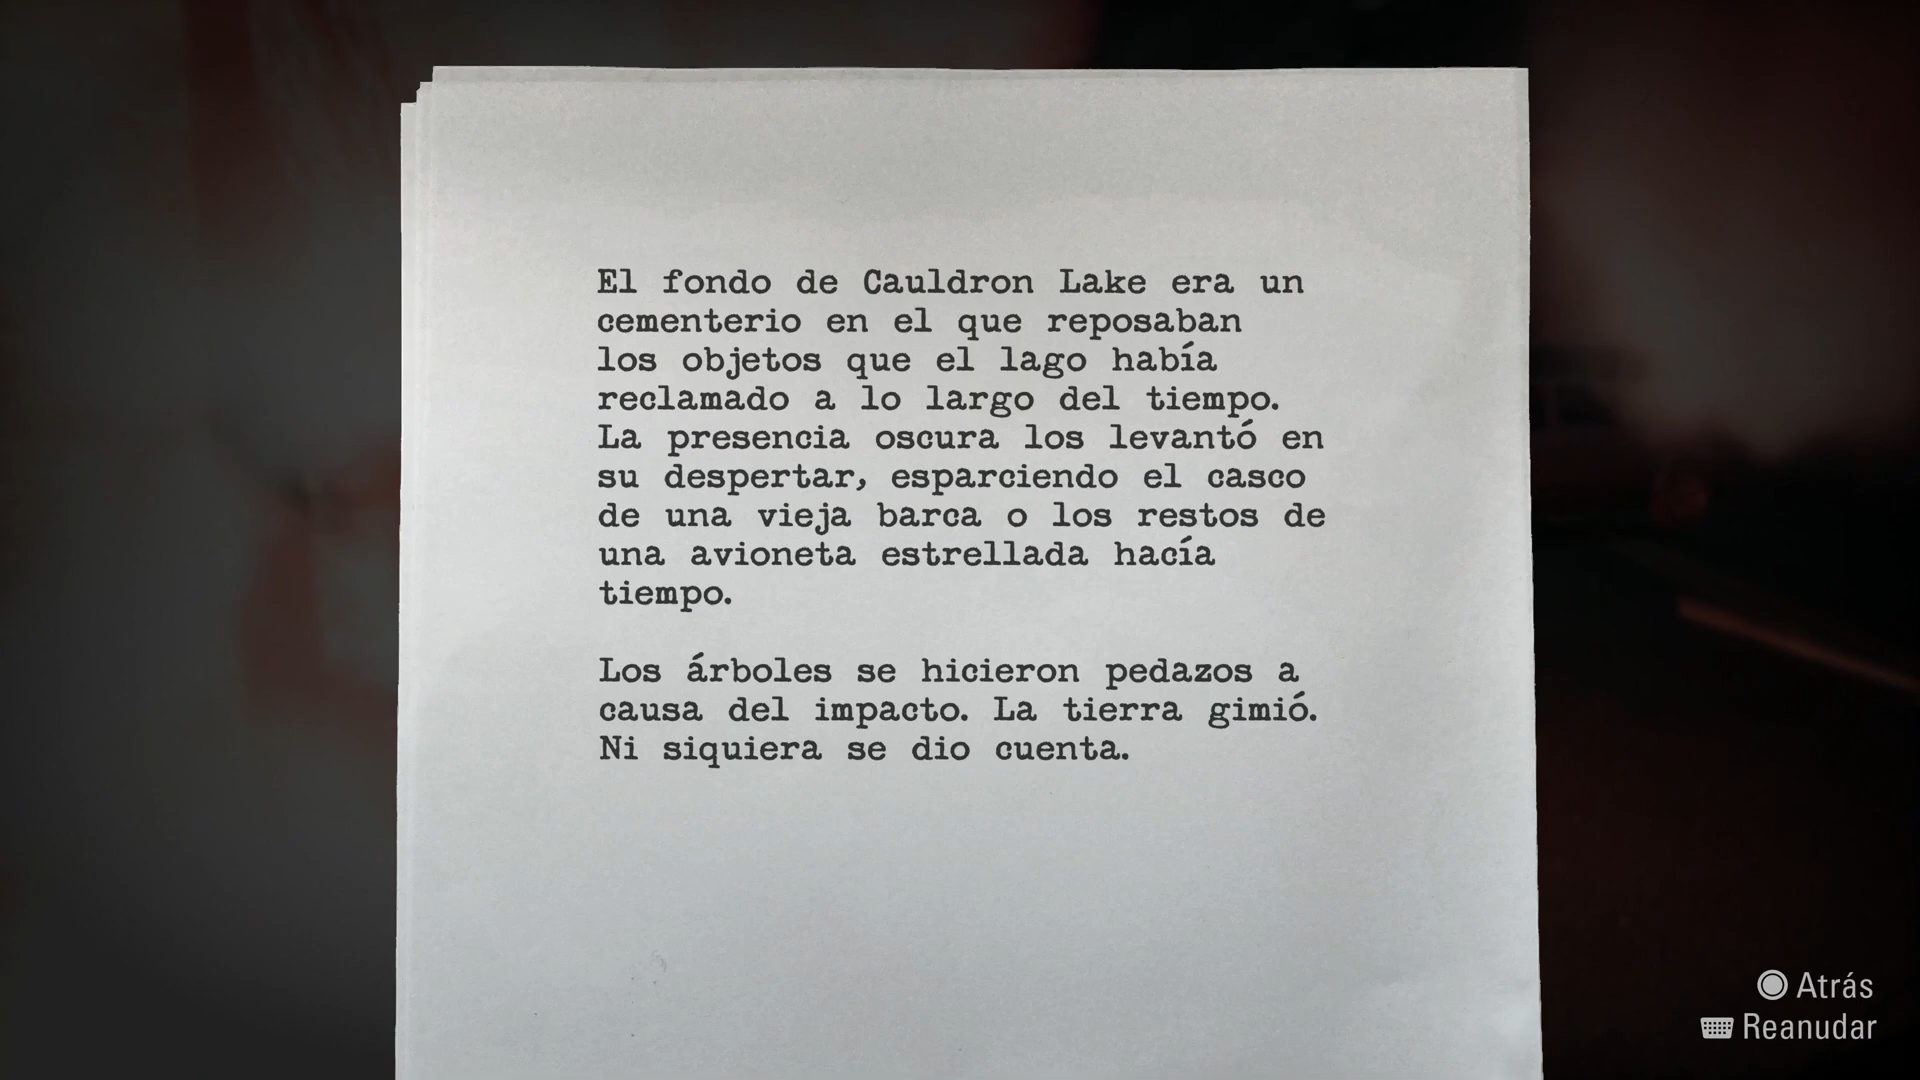 El fondo de Cauldron Lake era un
cementerio en el que reposaban
los objetos que el lago había
reclamado a lo largo del tiempo.
La presencia oscura los levantó en
su despertar, esparciendo el casco
de una vieja barca o los restos de
una avioneta estrellada hacía
tiempo.
Los árboles se hicieron pedazos a
causa del impacto. La tierra gimió.
Ni siquiera se dio cuenta.
Atrás
Reanudar